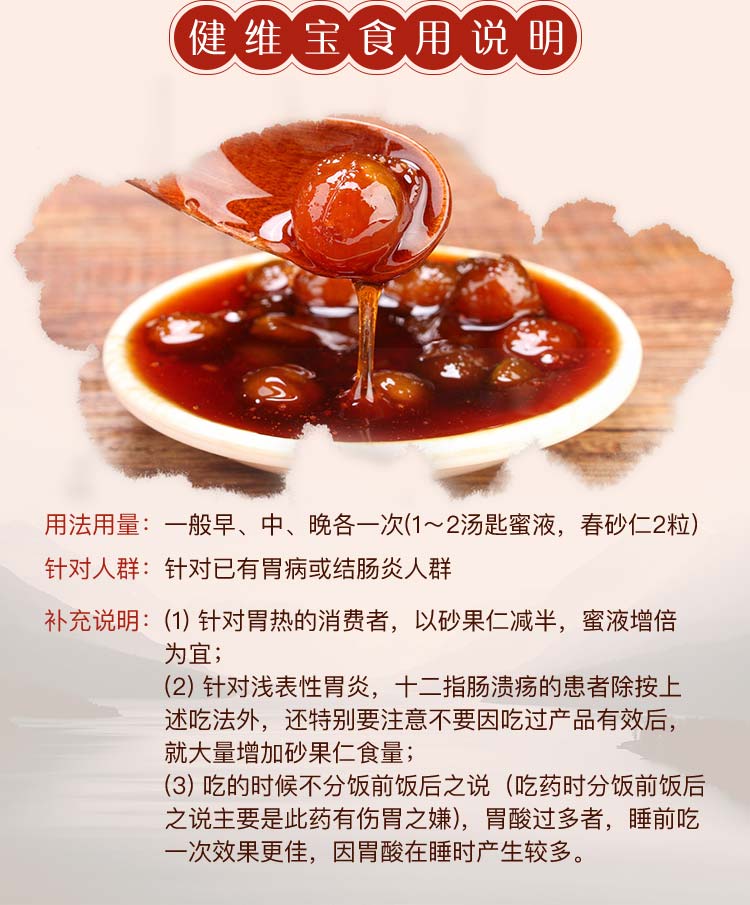 健维宝食用说明
用法用量：一般早、中、晚各一次(1～2汤匙蜜液，春砂仁2粒)
针对人群：针对已有胃病或结肠炎人群
补充说明：(1) 针对胃热的消费者，以砂果仁减半，蜜液增倍
为宜；
(2) 针对浅表性胃炎，十二指肠溃疡的患者除按上
述吃法外，还特别要注意不要因吃过产品有效后，
就大量增加砂果仁食量；
(3) 吃的时候不分饭前饭后之说（吃药时分饭前饭后
之说主要是此药有伤胃之嫌)，胃酸过多者，睡前吃
一次效果更佳，因胃酸在睡时产生较多。